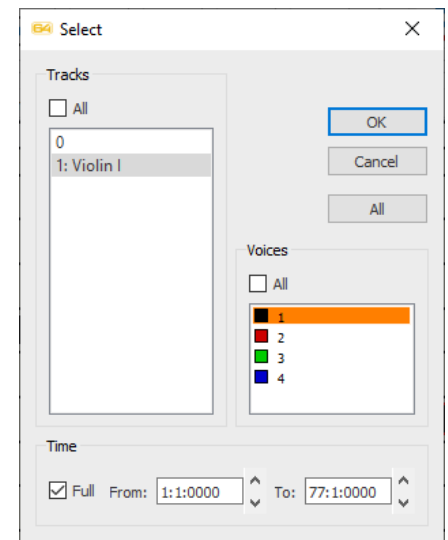 64 Select
Tracks
All
0
1: Violin I
OK
Cancel
All
Voices
All
1
2
3
4
Time
Full From: 1:1:0000 To: 77:1:0000